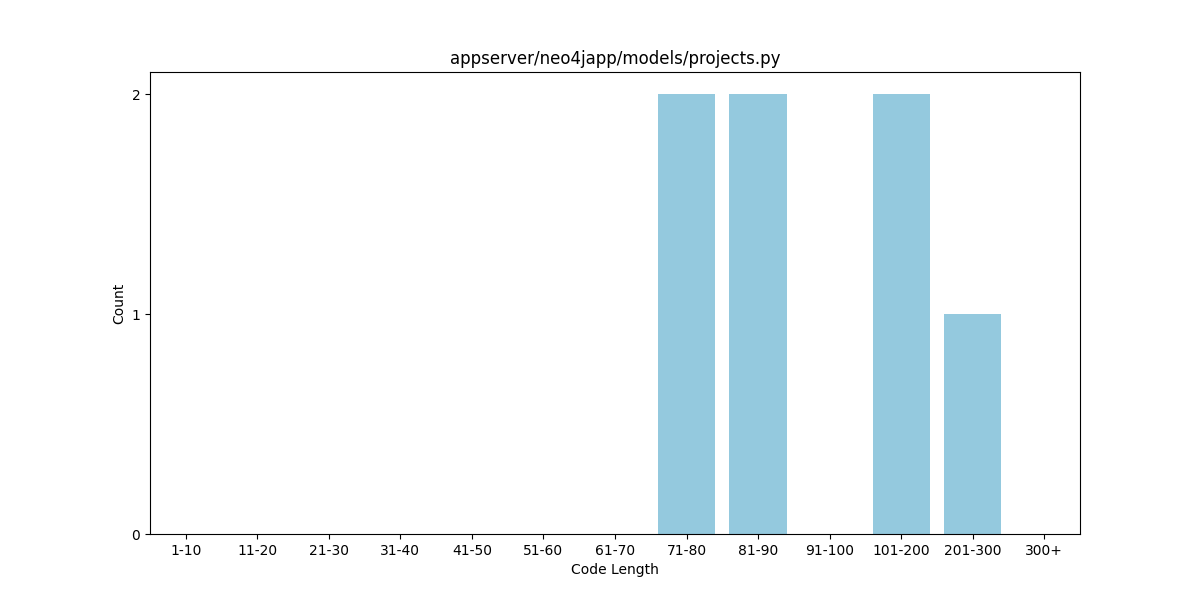 appserver/neo4japp/models/projects.py
2
1
0
Count
1-10 11-20 21-30 31-40 41-50 51-60 61-70 71-80 81-90 91-100 101-200 201-300 300+
Code Length